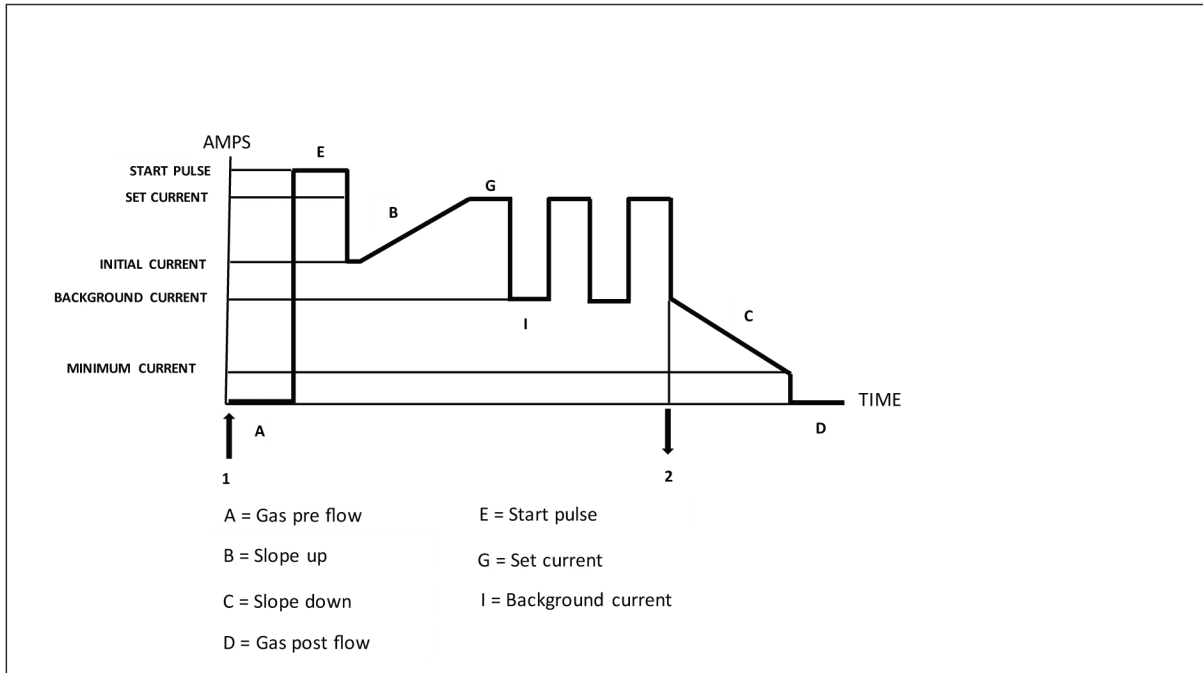 AMPS
E
START PULSE
SET CURRENT
G
B
INITIAL CURRENT
BACKGROUND CURRENT
I
C
MINIMUM CURRENT
TIME
A
D
1
2
A = Gas pre flow
E = Start pulse
B = Slope up
G = Set current
C = Slope down
I = Background current
D = Gas post flow